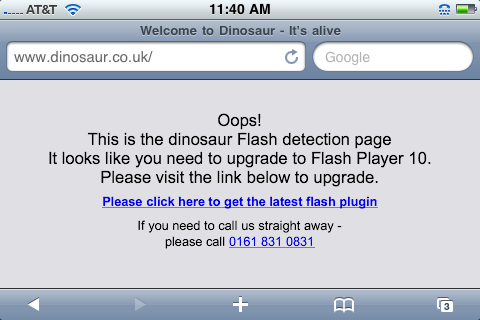 AT&T 11:40 AM
Welcome to Dinosaur - It's alive
www.dinosaur.co.uk/ Google
Oops!
This is the dinosaur Flash detection page
It looks like you need to upgrade to Flash Player 10.
Please visit the link below to upgrade.
Please click here to get the latest flash plugin
If you need to call us straight away -
please call 0161 831 0831
3